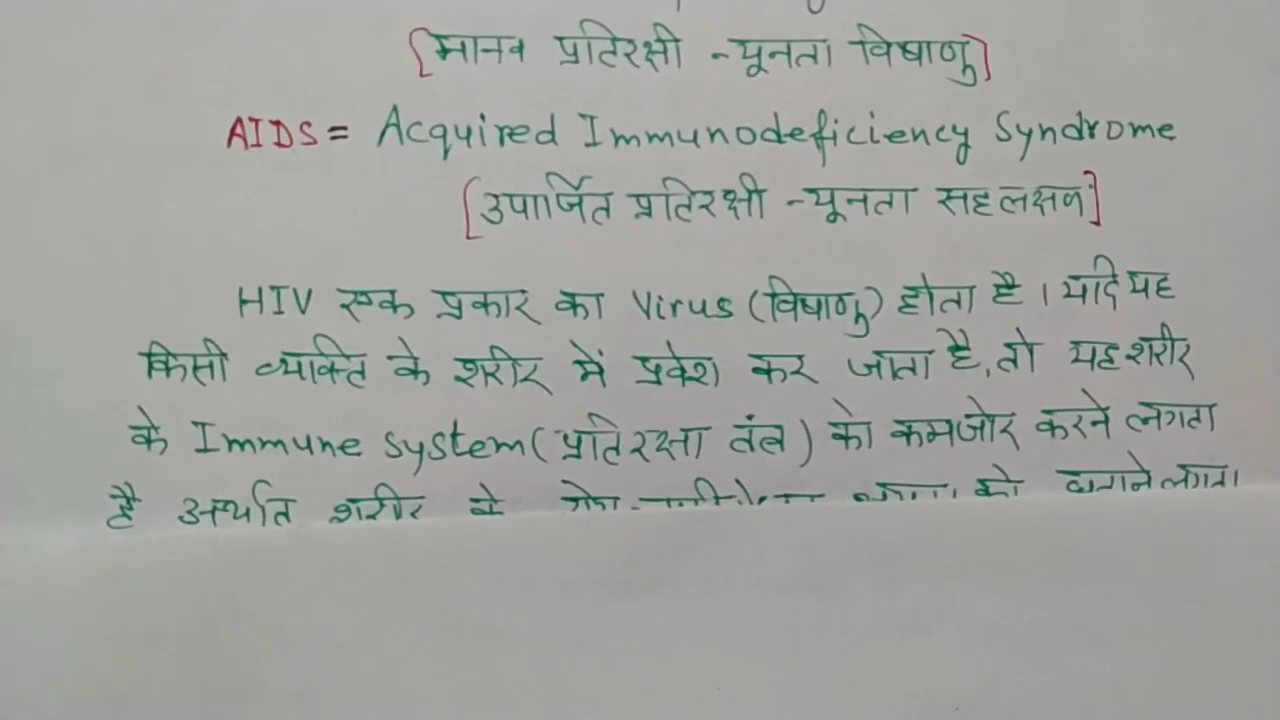 [मानव प्रतिरक्षी न्यूनता विषाणु]
AIDS = Acquired Immunodeficiency Syndrome
[उपार्जित प्रतिरक्षी न्यूनता सहलक्षण]
HIV एक प्रकार का Virus (विषाणु) होता है । यदि यह
किसी व्यक्ति के शरीर में प्रवेश कर जाता है, तो यह शरीर
के Immune system (प्रतिरक्षा तंत्र) को कमजोर करने लगता
है अर्थात शरीर के को लगता